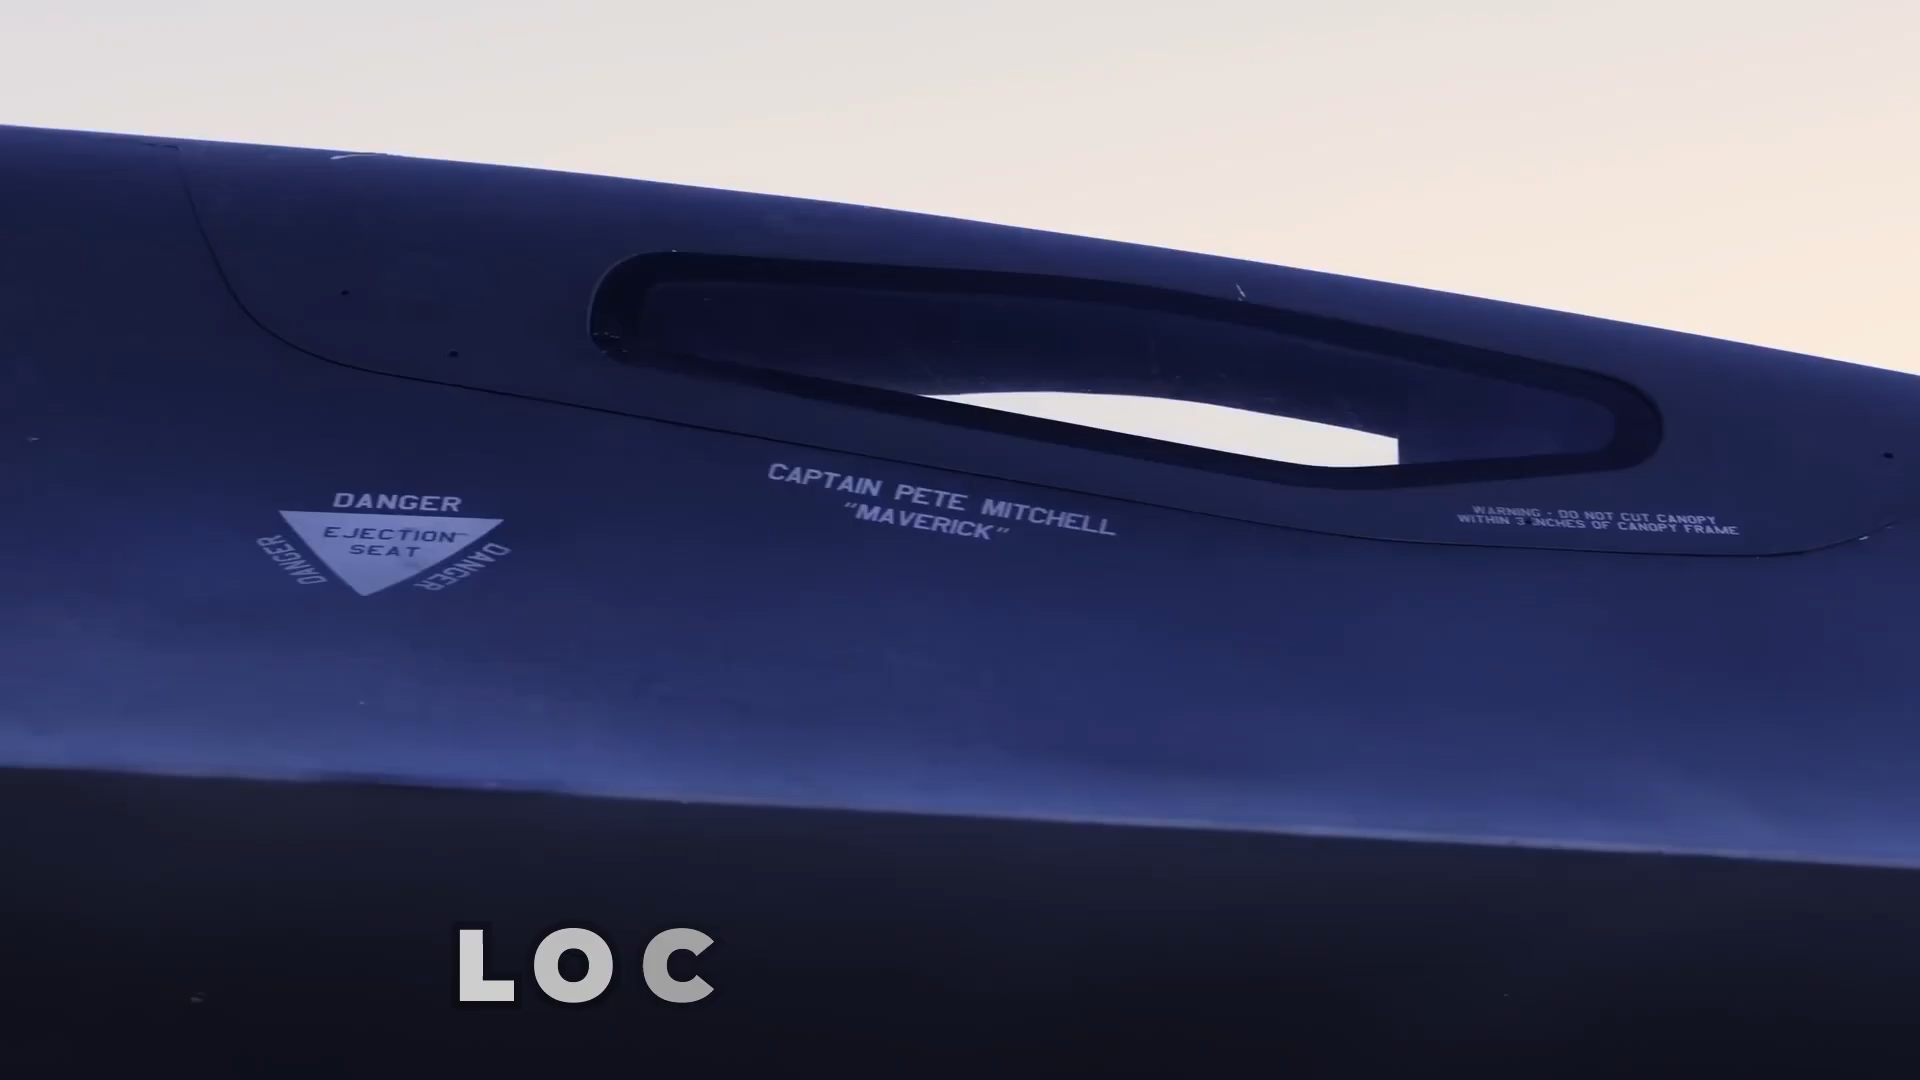 DANGER
EJECTION
SEAT
DANGER
DANGER
CAPTAIN PETE MITCHELL
"MAVERICK"
WARNING - DO NOT CUT CANOPY
WITHIN 3 INCHES OF CANOPY FRAME
LOC